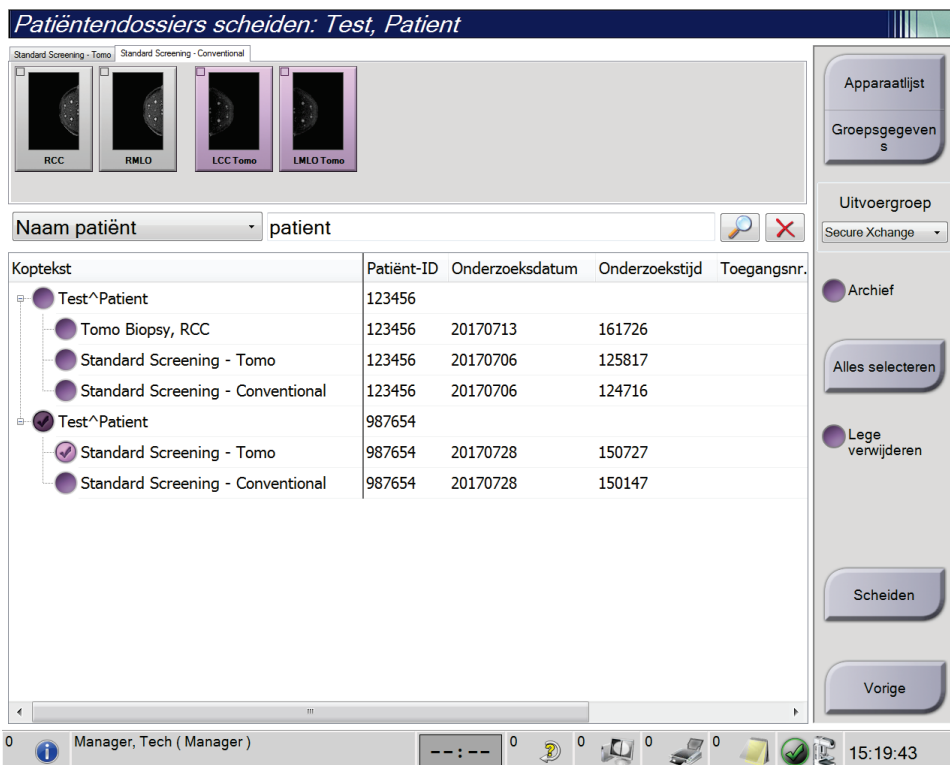 Patiëntendossiers scheiden: Test, Patient
Standard Screening - Tomo Standard Screening - Conventional
RCC RMLO LCC Tomo LMLO Tomo
Naam patiënt patient
Koptekst Patiënt-ID Onderzoeksdatum Onderzoekstijd Toegangsnr.
Test^Patient 123456
Tomo Biopsy, RCC 123456 20170713 161726
Standard Screening - Tomo 123456 20170706 125817
Standard Screening - Conventional 123456 20170706 124716
Test^Patient 987654
Standard Screening - Tomo 987654 20170728 150727
Standard Screening - Conventional 987654 20170728 150147
Apparaatlijst
Groepsgegeven
s
Uitvoergroep
Secure Xchange
Archief
Alles selecteren
Lege
verwijderen
Scheiden
Vorige
0 Manager, Tech ( Manager ) --:-- 0 0 0 0 15:19:43